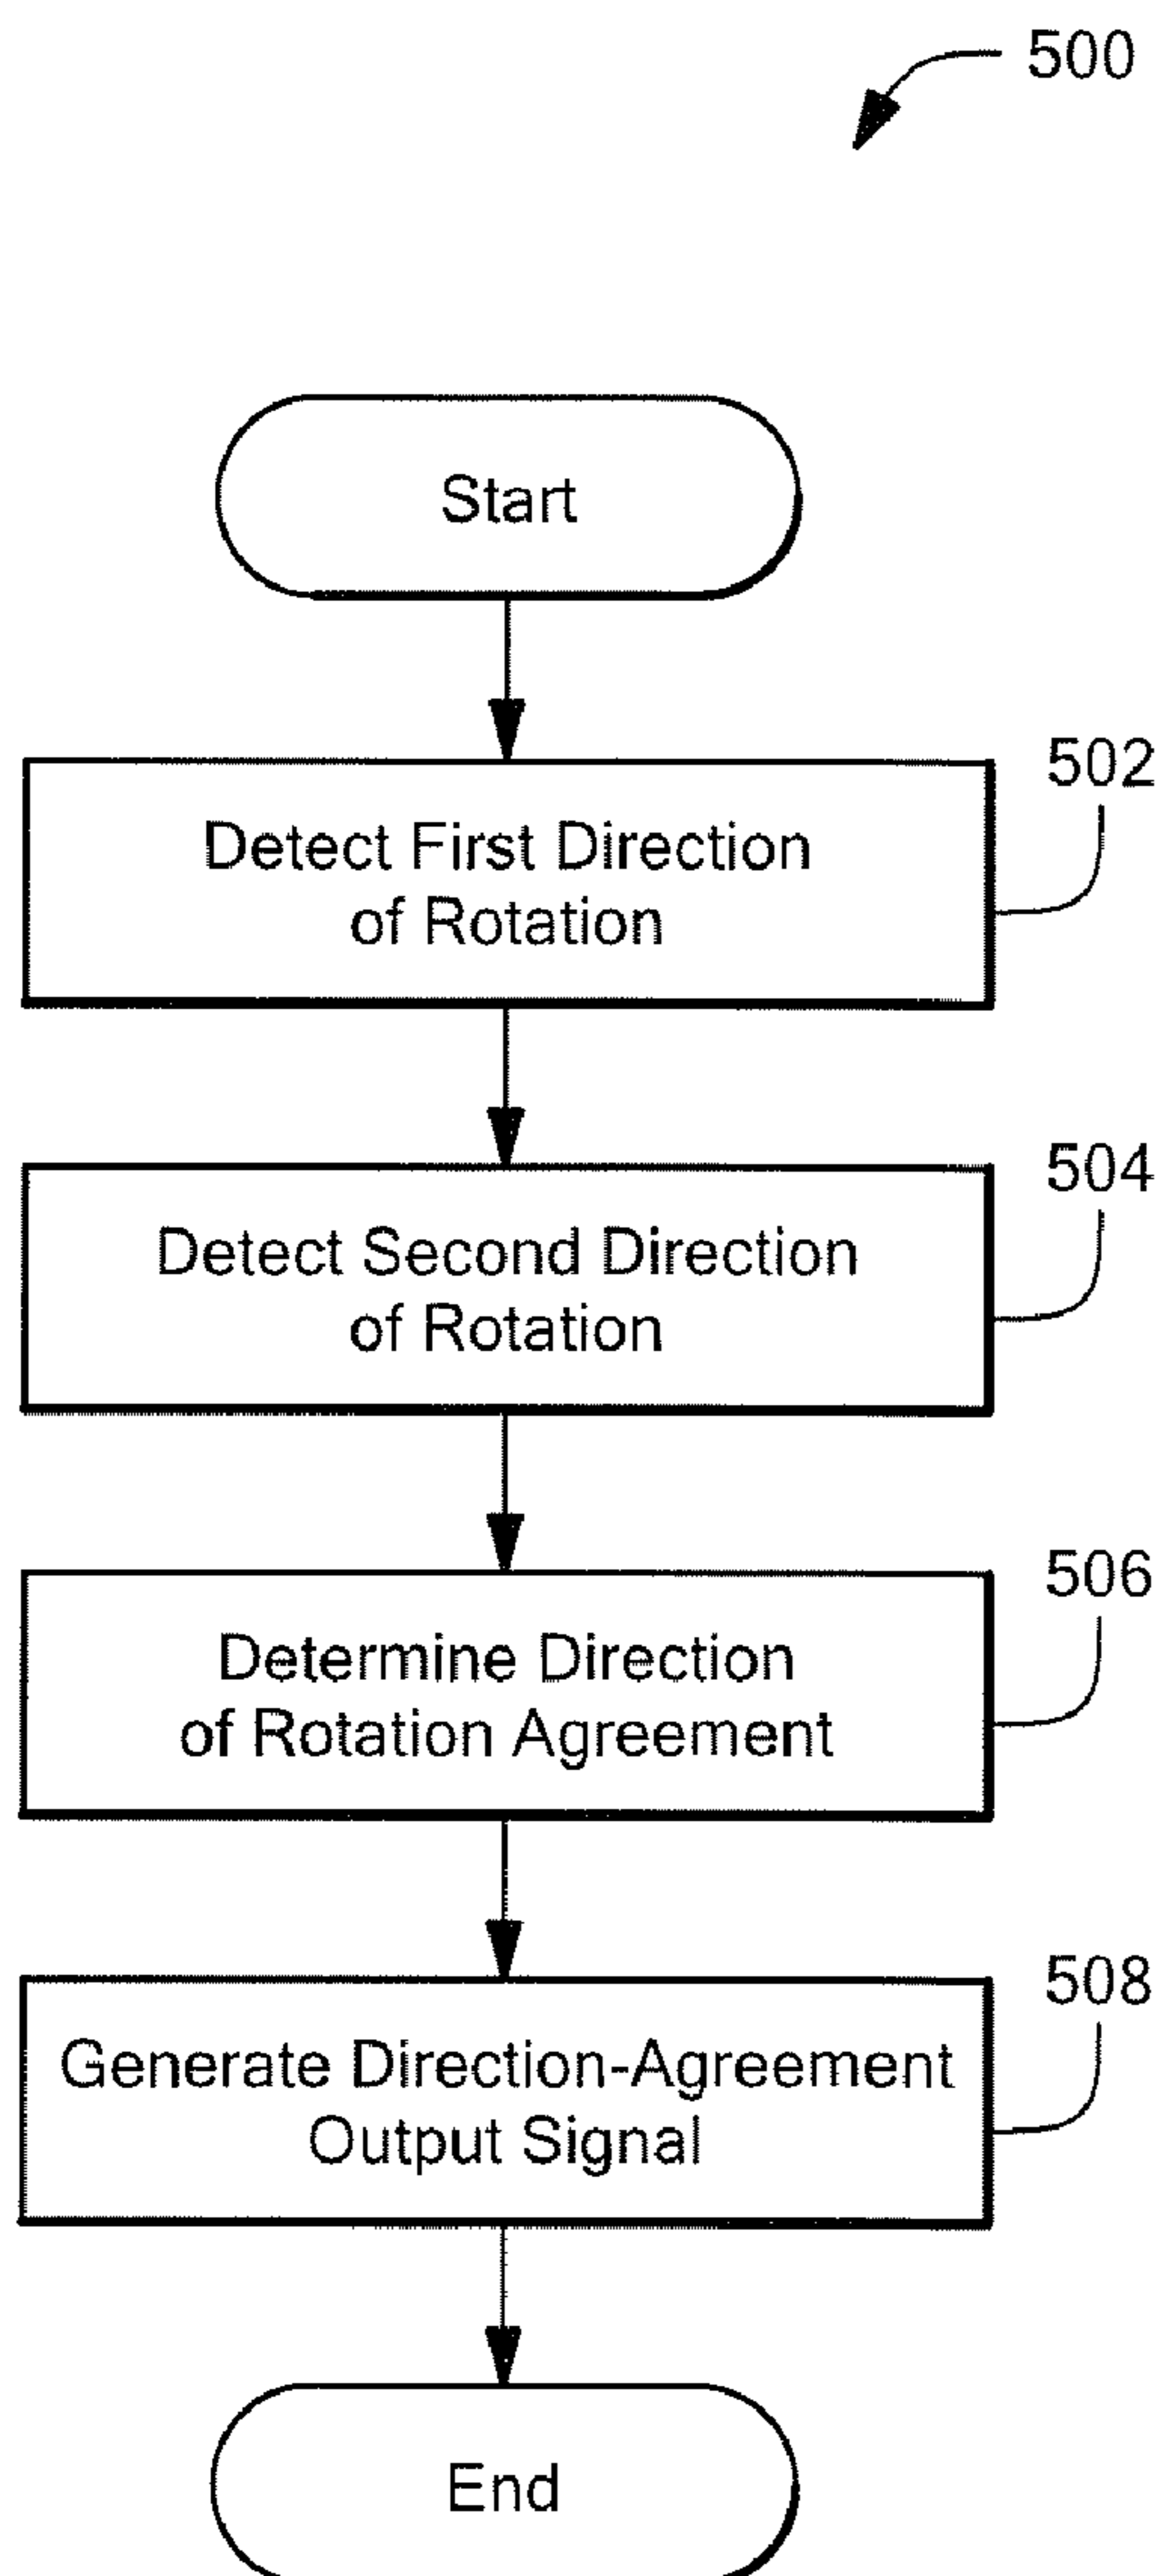 500
Start
502
Detect First Direction
of Rotation
504
Detect Second Direction
of Rotation
506
Determine Direction
of Rotation Agreement
508
Generate Direction-Agreement
Output Signal
End